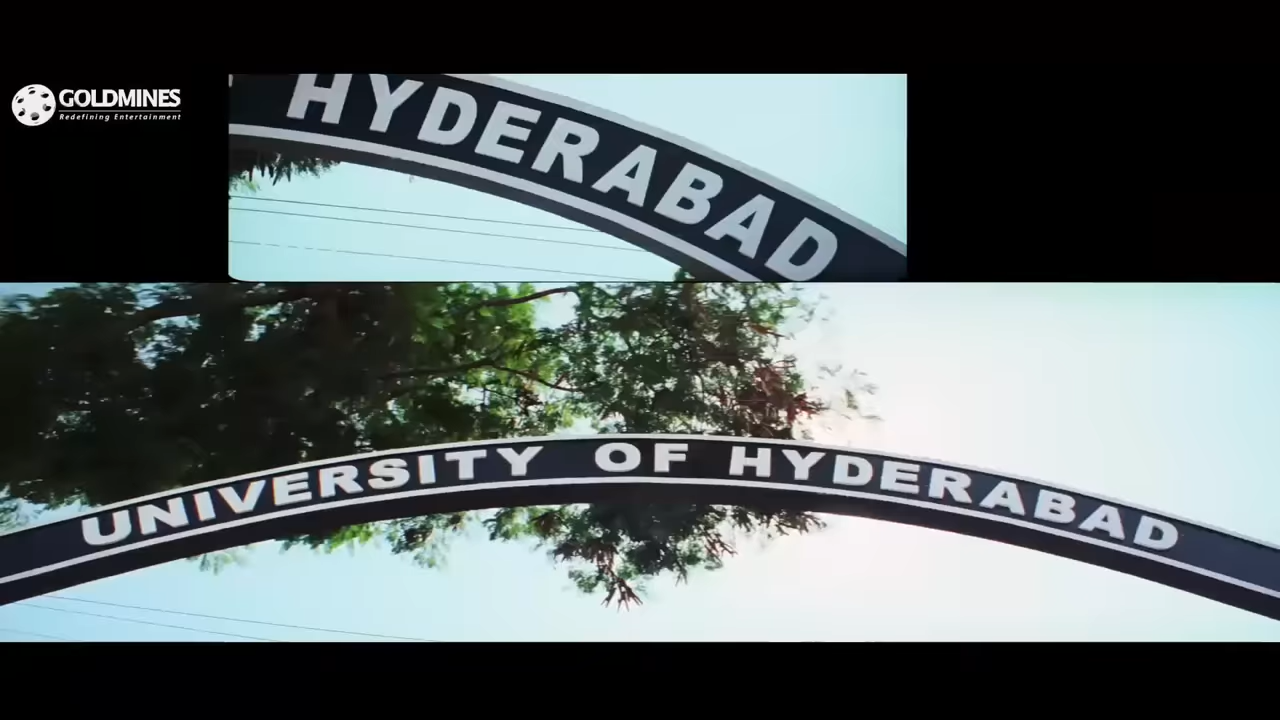 GOLDMINES
Redefining Entertainment
HYDERABAD
UNIVERSITY OF HYDERABAD